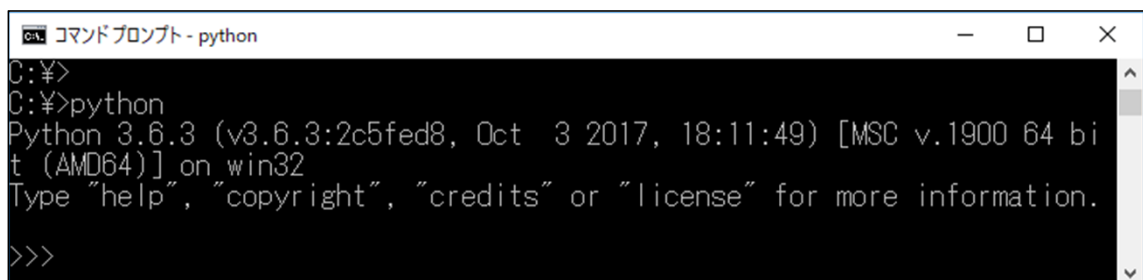 コマンド プロンプト - python
C:¥>
C:¥>python
Python 3.6.3 (v3.6.3:2c5fed8, Oct  3 2017, 18:11:49) [MSC v.1900 64 bi
t (AMD64)] on win32
Type "help", "copyright", "credits" or "license" for more information.
>>>